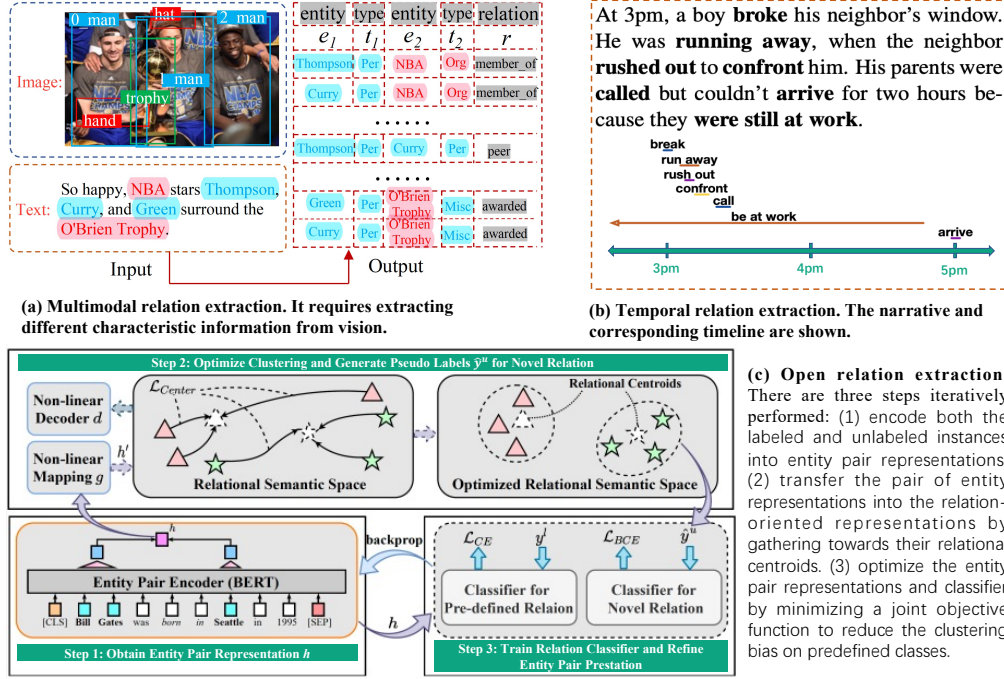 Image:
0 man
hat
2 man
1 man
trophy
hand
Text:
So happy, NBA stars Thompson,
Curry, and Green surround the
O'Brien Trophy.
Input
Output
entity type entity type relation
e1 t1 e2 t2 r
Thompson Per NBA Org member_of
Curry Per NBA Org member_of
......
Thompson Per Curry Per peer
......
Green Per O'Brien Trophy Misc awarded
Curry Per O'Brien Trophy Misc awarded
(a) Multimodal relation extraction. It requires extracting
different characteristic information from vision.
At 3pm, a boy broke his neighbor's window.
He was running away, when the neighbor
rushed out to confront him. His parents were
called but couldn't arrive for two hours be-
cause they were still at work.
break
run away
rush out
confront
call
be at work
arrive
3pm 4pm 5pm
(b) Temporal relation extraction. The narrative and
corresponding timeline are shown.
Step 2: Optimize Clustering and Generate Pseudo Labels ŷᵘ for Novel Relation
Non-linear
Decoder d
Non-linear
Mapping g
h'
ℒCenter
Relational Semantic Space
Relational Centroids
Optimized Relational Semantic Space
h
Entity Pair Encoder (BERT)
[CLS] Bill Gates was born in Seattle in 1995 [SEP]
Step 1: Obtain Entity Pair Representation h
backprop
h
ℒCE yˡ
Classifier for
Pre-defined Relaion
ℒBCE ŷᵘ
Classifier for
Novel Relation
Step 3: Train Relation Classifier and Refine
Entity Pair Prestation
(c) Open relation extraction
There are three steps iteratively
performed: (1) encode both the
labeled and unlabeled instances
into entity pair representations
(2) transfer the pair of entity
representations into the relation-
oriented representations by
gathering towards their relationa
centroids. (3) optimize the entity
pair representations and classifier
by minimizing a joint objective
function to reduce the clustering
bias on predefined classes.